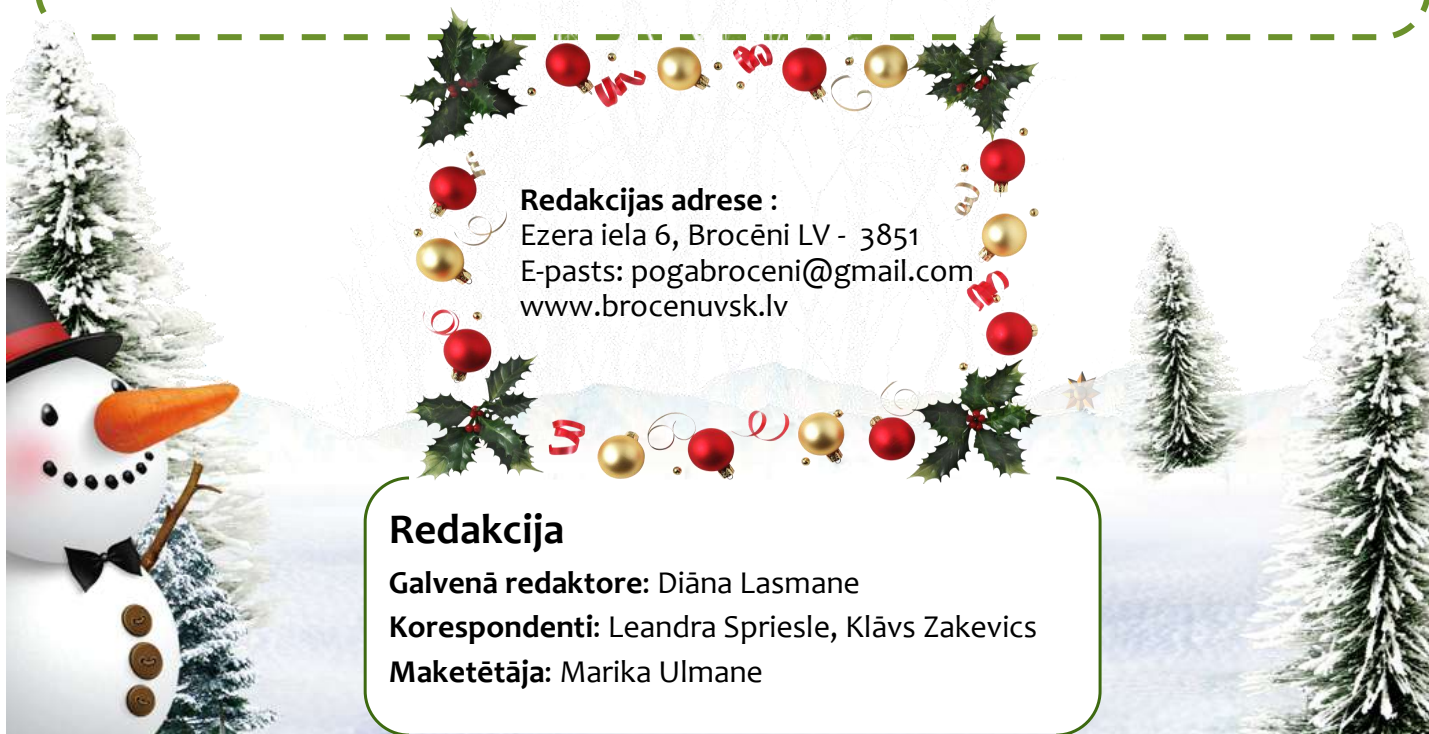 Redakcijas adrese :
Ezera iela 6, Brocēni LV - 3851
E-pasts: pogabroceni@gmail.com
www.brocenuvsk.lv
Redakcija
Galvenā redaktore: Diāna Lasmane
Korespondenti: Leandra Spriesle, Klāvs Zakevics
Maketētāja: Marika Ulmane